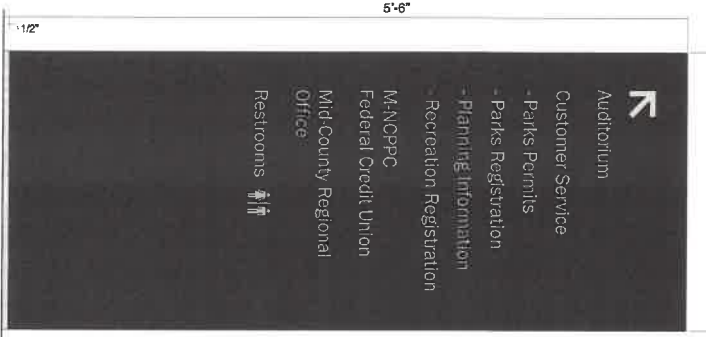 5'-6"
1/2"
Auditorium
Customer Service
- Parks Permits
- Parks Registration
- Planning Information
- Recreation Registration
M-NCPPC
Federal Credit Union
Mid-County Regional
Office
Restrooms